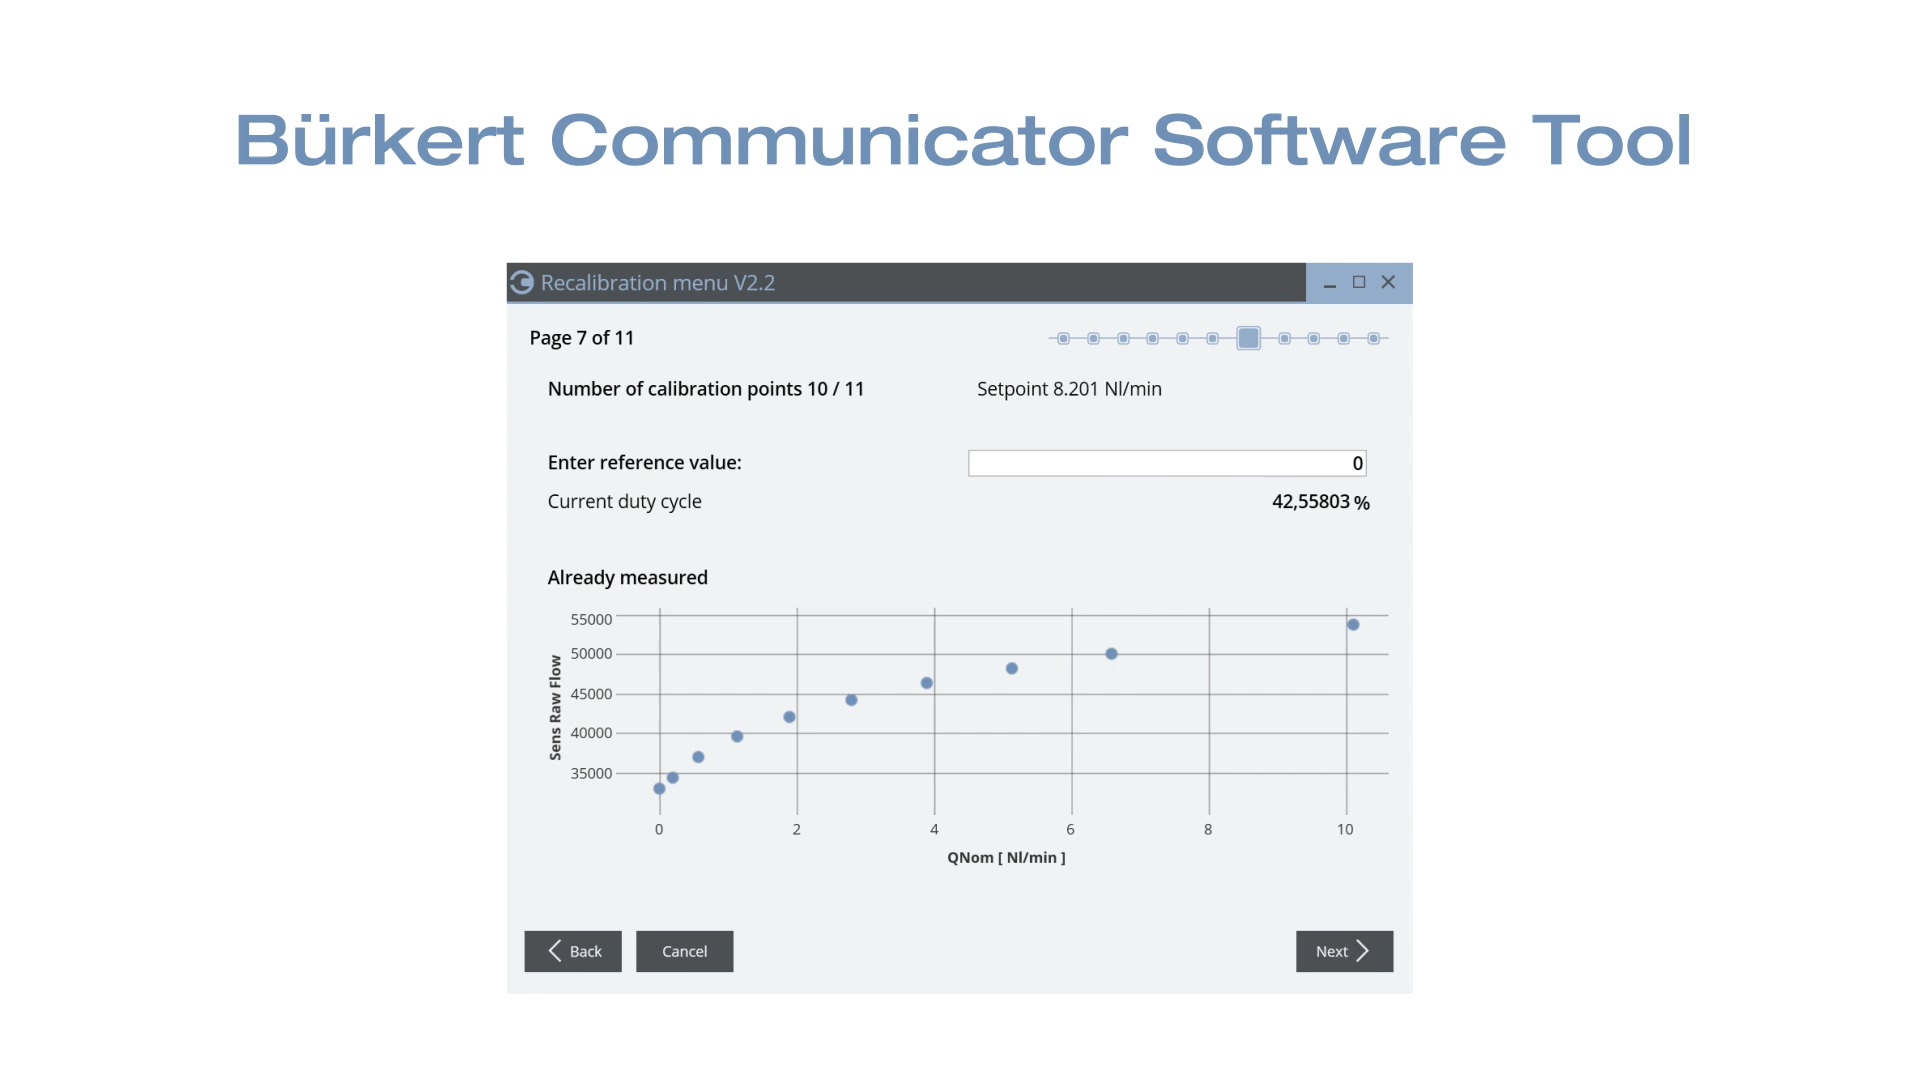 Bürkert Communicator Software Tool
Recalibration menu V2.2
Page 7 of 11
Number of calibration points 10 / 11 Setpoint 8.201 Nl/min
Enter reference value: 0
Current duty cycle 42,55803 %
Already measured
55000
50000
45000
40000
35000
Sens Raw Flow
0 2 4 6 8 10
QNom [ Nl/min ]
Back Cancel Next